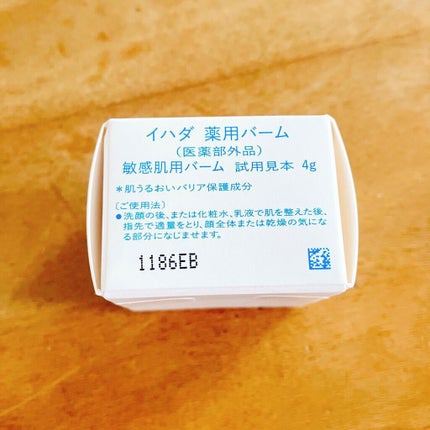 イハダ 薬用バーム
(医薬部外品)
敏感肌用バーム 試用見本 4g
＊肌うるおいバリア保護成分
〔ご使用法〕
●洗顔の後、または化粧水、乳液で肌を整えた後、
指先で適量をとり、顔全体または乾燥の気にな
る部分になじませます。
1186EB